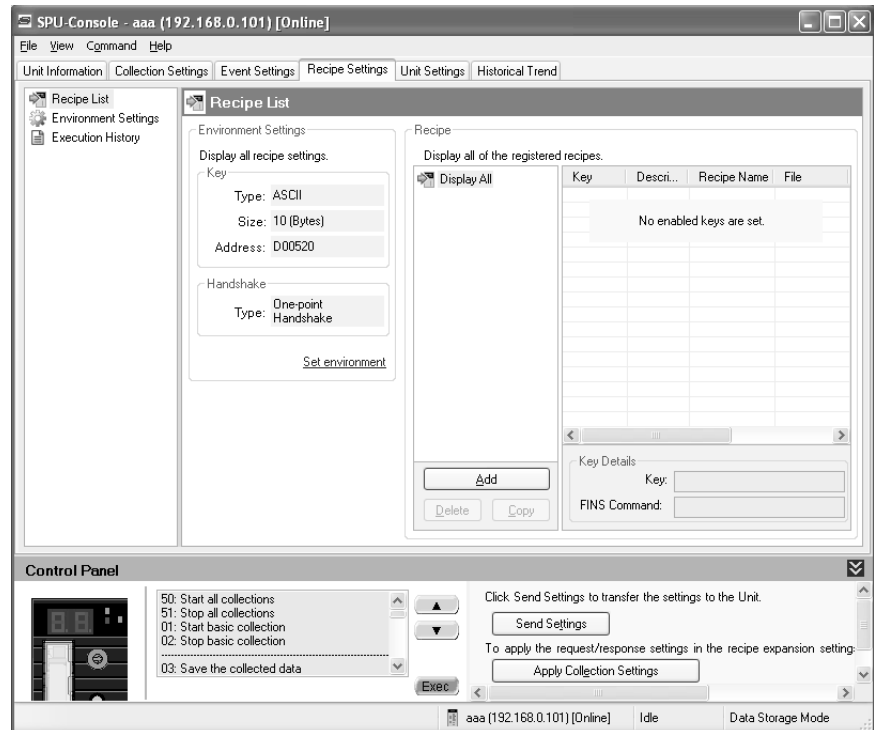 SPU-Console - aaa (192.168.0.101) [Online]
File View Command Help
Unit Information Collection Settings Event Settings Recipe Settings Unit Settings Historical Trend
Recipe List
Environment Settings
Execution History
Recipe List
Environment Settings
Display all recipe settings.
Key
Type: ASCII
Size: 10 (Bytes)
Address: D00520
Handshake
Type: One-point
Handshake
Set environment
Recipe
Display all of the registered recipes.
Display All
Key Descri... Recipe Name File
No enabled keys are set.
Add
Delete Copy
Key Details
Key:
FINS Command:
Control Panel
8.8.
50: Start all collections
51: Stop all collections
01: Start basic collection
02: Stop basic collection
03: Save the collected data
Exec
Click Send Settings to transfer the settings to the Unit.
Send Settings
To apply the request/response settings in the recipe expansion setting
Apply Collection Settings
aaa (192.168.0.101) [Online] Idle Data Storage Mode